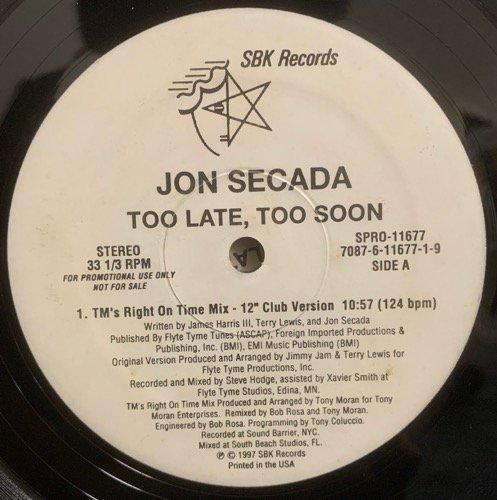 SBK Records
JON SECADA
TOO LATE, TOO SOON
STEREO
33 1/3 RPM
FOR PROMOTIONAL USE ONLY
NOT FOR SALE
SPRO-11677
7087-6-11677-1-9
SIDE A
1. TM's Right On Time Mix - 12" Club Version 10:57 (124 bpm)
Written by James Harris III, Terry Lewis, and Jon Secada
Published By Flyte Tyme Tunes (ASCAP), Foreign Imported Productions &
Publishing, Inc. (BMI), EMI Music Publishing (BMI)
Original Version Produced and Arranged by Jimmy Jam & Terry Lewis for
Flyte Tyme Productions, Inc.
Recorded and Mixed by Steve Hodge, assisted by Xavier Smith at
Flyte Tyme Studios, Edina, MN.
TM's Right On Time Mix Produced and Arranged by Tony Moran for Tony
Moran Enterprises. Remixed by Bob Rosa and Tony Moran.
Engineered by Bob Rosa. Programming by Tony Coluccio.
Recorded at Sound Barrier, NYC.
Mixed at South Beach Studios, FL.
℗ © 1997 SBK Records
Printed in the USA